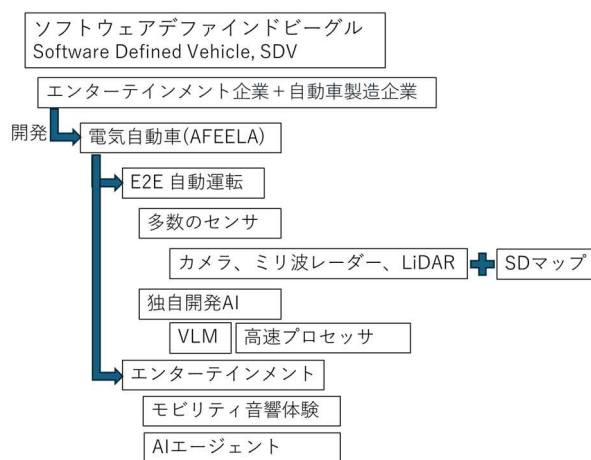 ソフトウェアデファインドビーグル
Software Defined Vehicle, SDV
エンターテインメント企業＋自動車製造企業
開発
電気自動車(AFEELA)
E2E 自動運転
多数のセンサ
カメラ、ミリ波レーダー、LiDAR
SDマップ
独自開発AI
VLM
高速プロセッサ
エンターテインメント
モビリティ音響体験
AIエージェント